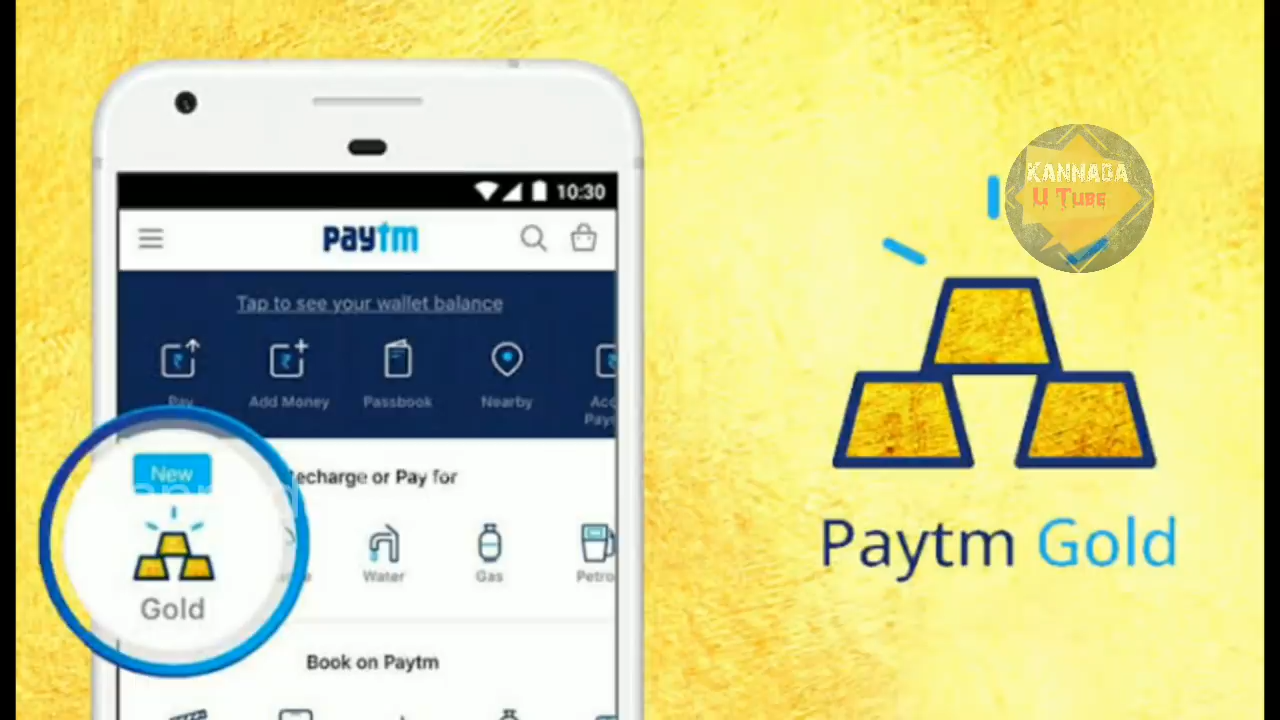 10:30
paytm
Tap to see your wallet balance
Pay
Add Money
Passbook
Nearby
New
Recharge or Pay for
Water
Gas
Gold
Book on Paytm
KANNADA
U TUBE
Paytm Gold